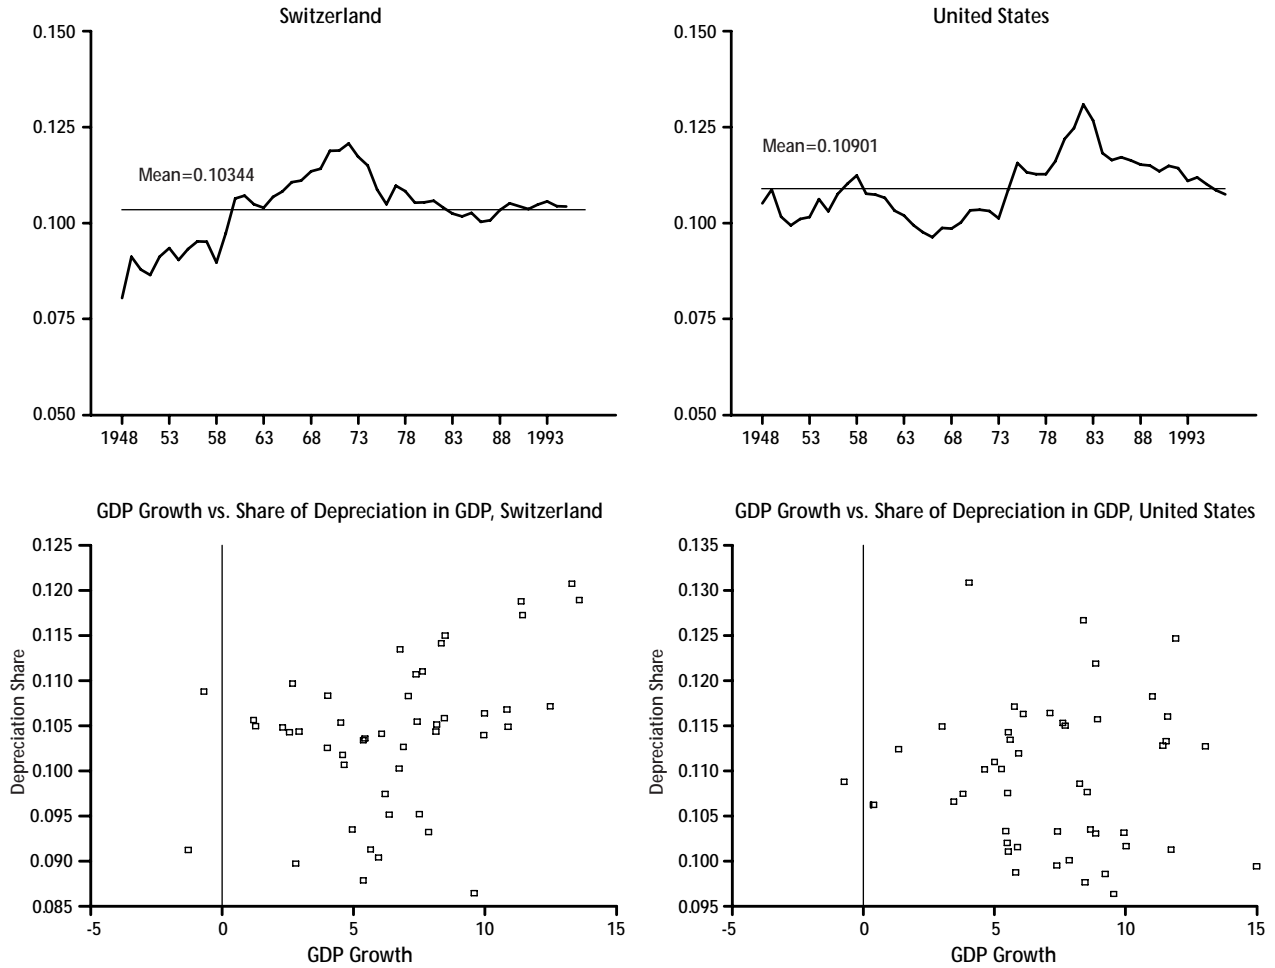 Switzerland
0.150
0.125
Mean=0.10344
0.100
0.075
0.050
1948 53 58 63 68 73 78 83 88 1993
United States
0.150
0.125
Mean=0.10901
0.100
0.075
0.050
1948 53 58 63 68 73 78 83 88 1993
GDP Growth vs. Share of Depreciation in GDP, Switzerland
0.125
0.120
0.115
0.110
0.105
0.100
0.095
0.090
0.085
Depreciation Share
-5 0 5 10 15
GDP Growth
GDP Growth vs. Share of Depreciation in GDP, United States
0.135
0.130
0.125
0.120
0.115
0.110
0.105
0.100
0.095
Depreciation Share
-5 0 5 10 15
GDP Growth